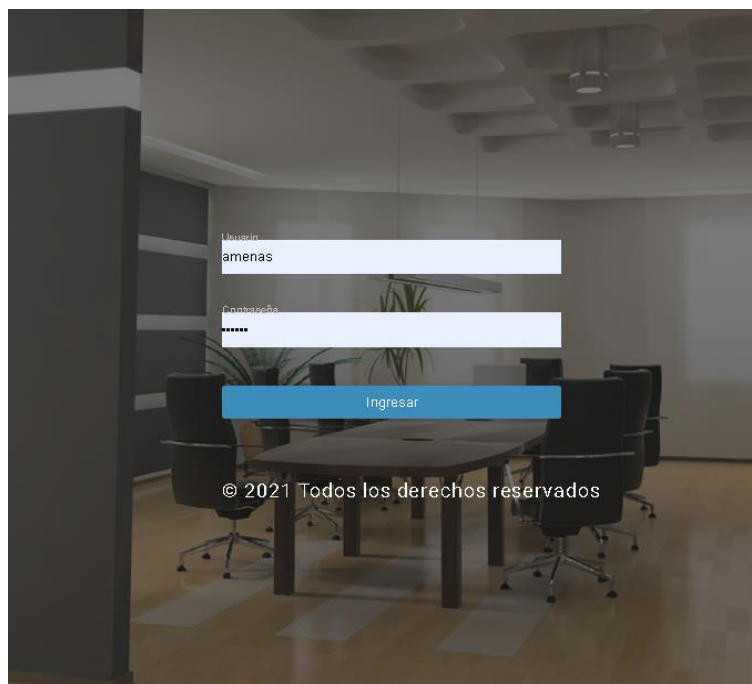 Usuario
amenas
Contraseña
••••••
Ingresar
© 2021 Todos los derechos reservados